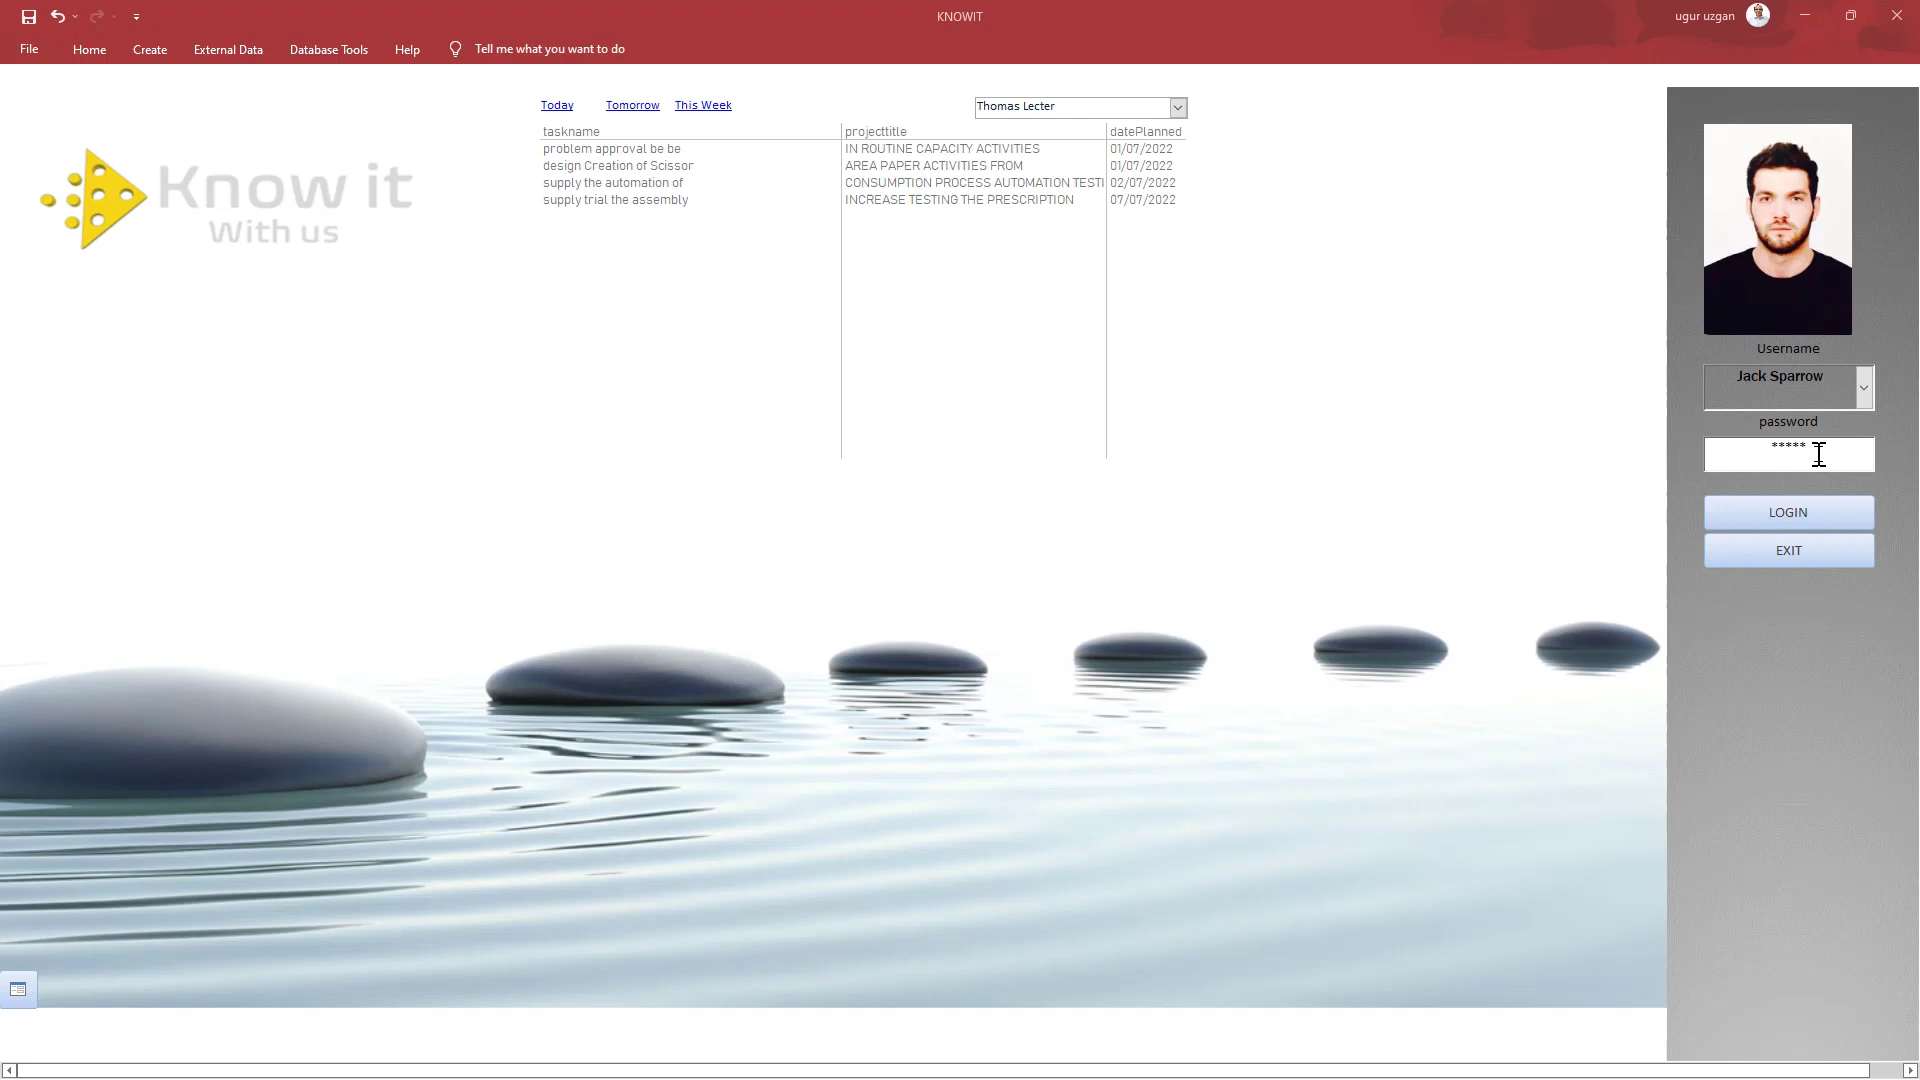 KNOWIT
ugur uzgan
File
Home
Create
External Data
Database Tools
Help
Tell me what you want to do
Know it
With us
Today
Tomorrow
This Week
Thomas Lecter
taskname
projecttitle
datePlanned
problem approval be be
IN ROUTINE CAPACITY ACTIVITIES
01/07/2022
design Creation of Scissor
AREA PAPER ACTIVITIES FROM
01/07/2022
supply the automation of
CONSUMPTION PROCESS AUTOMATION TESTI
02/07/2022
supply trial the assembly
INCREASE TESTING THE PRESCRIPTION
07/07/2022
Username
Jack Sparrow
password
*****
LOGIN
EXIT